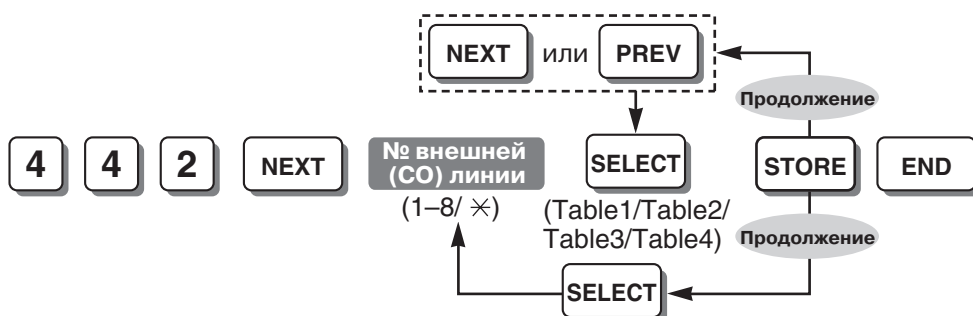 NEXT или PREV
Продолжение
4 4 2 NEXT № внешней (CO) линии SELECT STORE END
(1–8/ ✳)
(Table1/Table2/
Table3/Table4)
Продолжение
SELECT